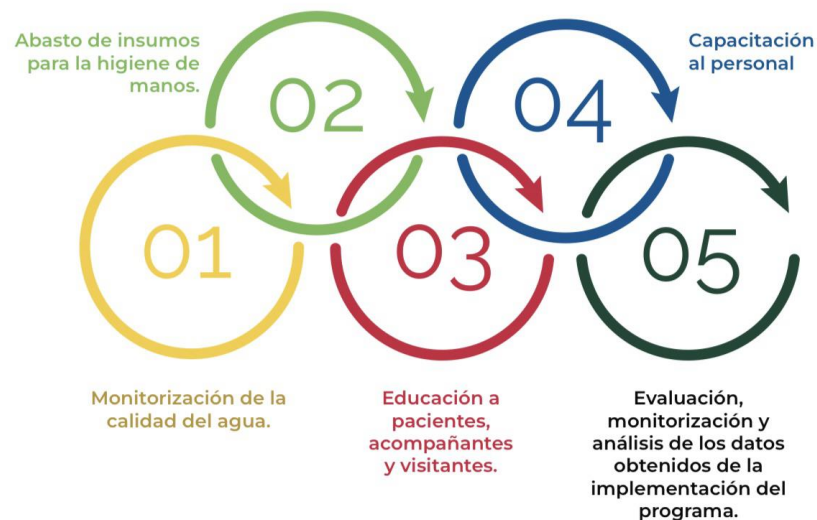 01
Monitorización de la
calidad del agua.
02
Abasto de insumos
para la higiene de
manos.
03
Educación a
pacientes,
acompañantes
y visitantes.
04
Capacitación
al personal
05
Evaluación,
monitorización y
análisis de los datos
obtenidos de la
implementación del
programa.